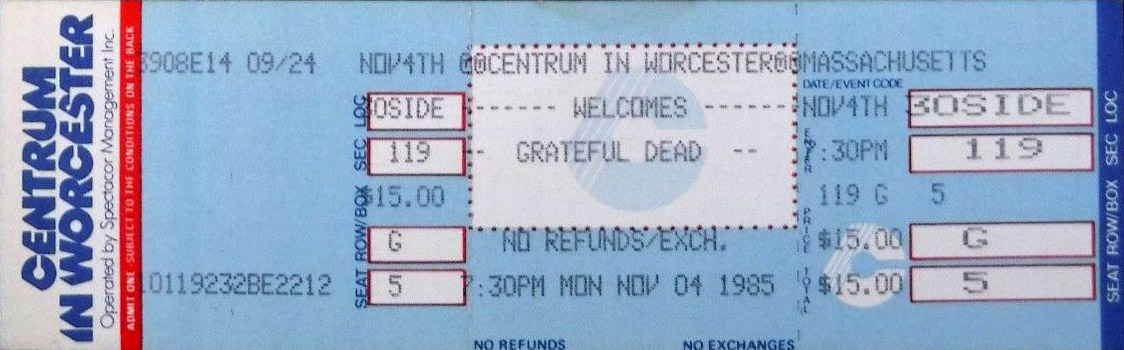 CENTRUM
IN WORCESTER
Operated by Spectacor Management Inc.
ADMIT ONE - SUBJECT TO THE CONDITIONS ON THE BACK
3908E14 09/24 NOV4TH @@CENTRUM IN WORCESTER@@MASSACHUSETTS
DATE/EVENT CODE
LOC OSIDE ------ WELCOMES ------ NOV4TH 3OSIDE LOC
SEC 119 -- GRATEFUL DEAD -- ENTER 7:30PM 119 SEC
$15.00 119 G 5
ROW/BOX G NO REFUNDS/EXCH. PRICE $15.00 G ROW/BOX
10119232BE2212 SEAT 5 7:30PM MON NOV 04 1985 TOTAL $15.00 5 SEAT
NO REFUNDS NO EXCHANGES